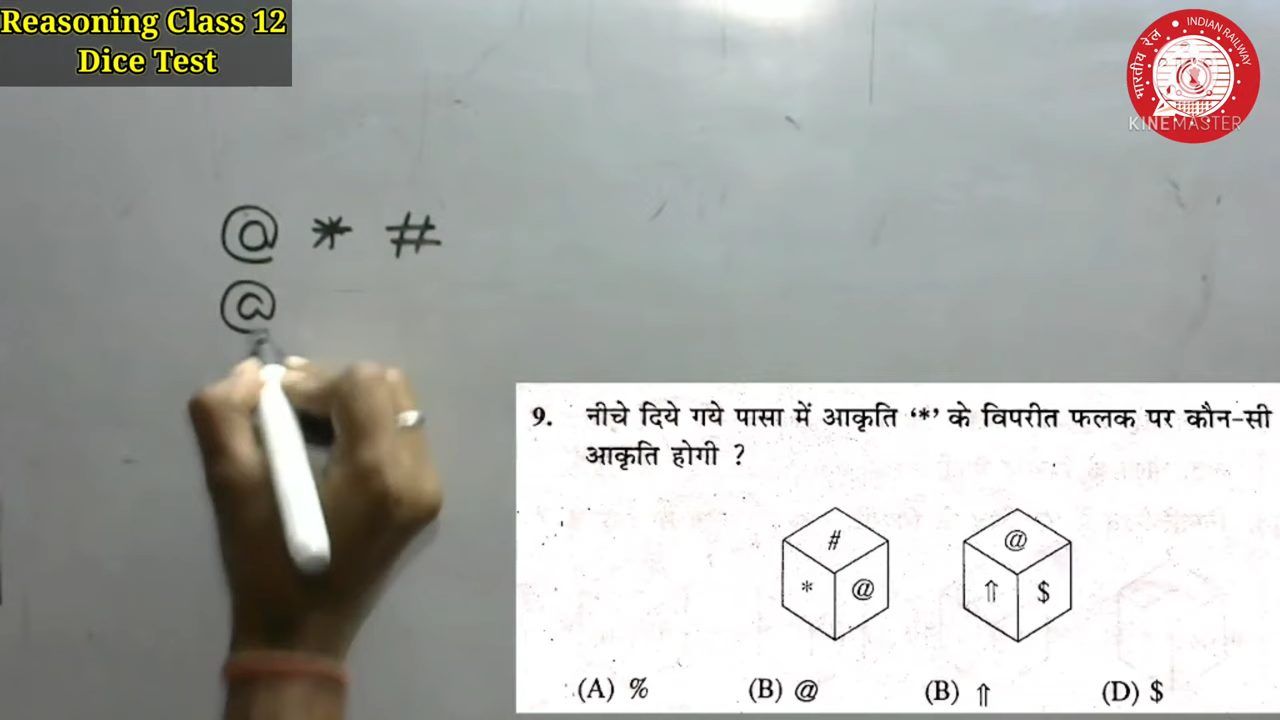 Reasoning Class 12
Dice Test
भारतीय रेल • INDIAN RAILWAY
KINEMASTER
@ * #
@
9. नीचे दिये गये पासा में आकृति ‘*’ के विपरीत फलक पर कौन-सी
आकृति होगी ?
# @
* @ ⇑ $
(A) % (B) @ (B) ⇑ (D) $